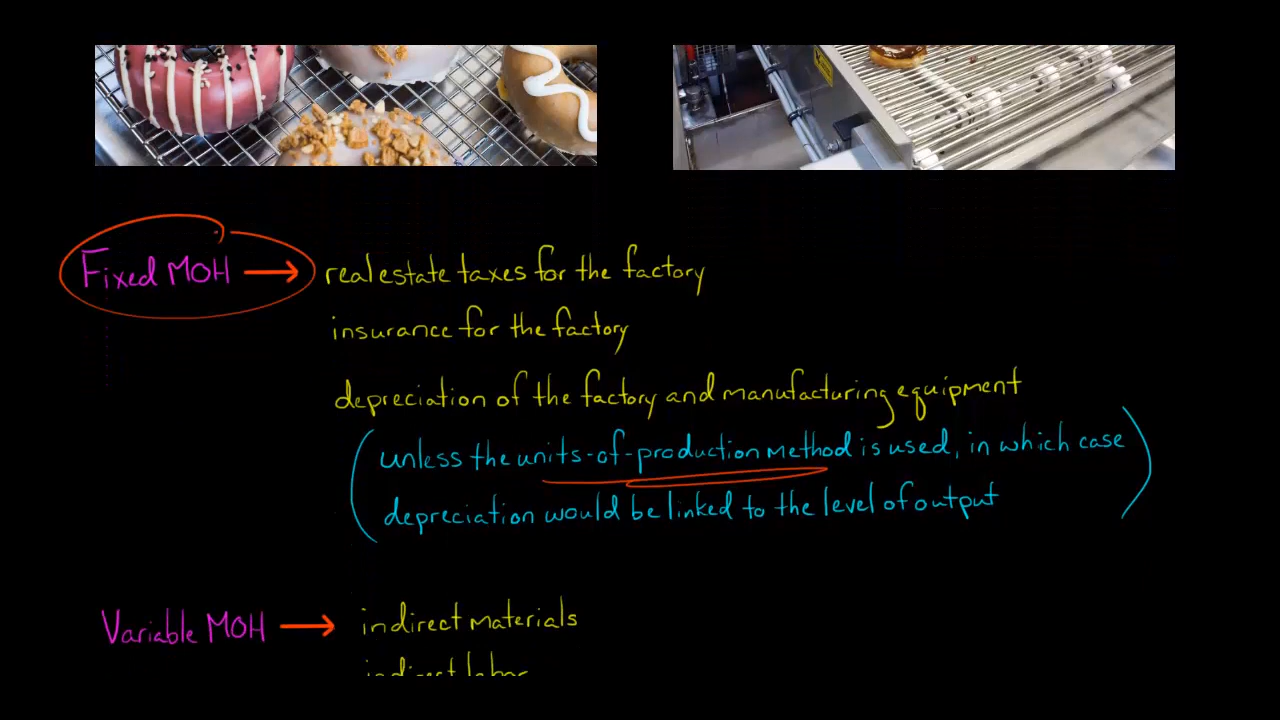 Fixed MOH → real estate taxes for the factory
insurance for the factory
depreciation of the factory and manufacturing equipment
(unless the units-of-production method is used, in which case
depreciation would be linked to the level of output)
Variable MOH → indirect materials
indirect labor